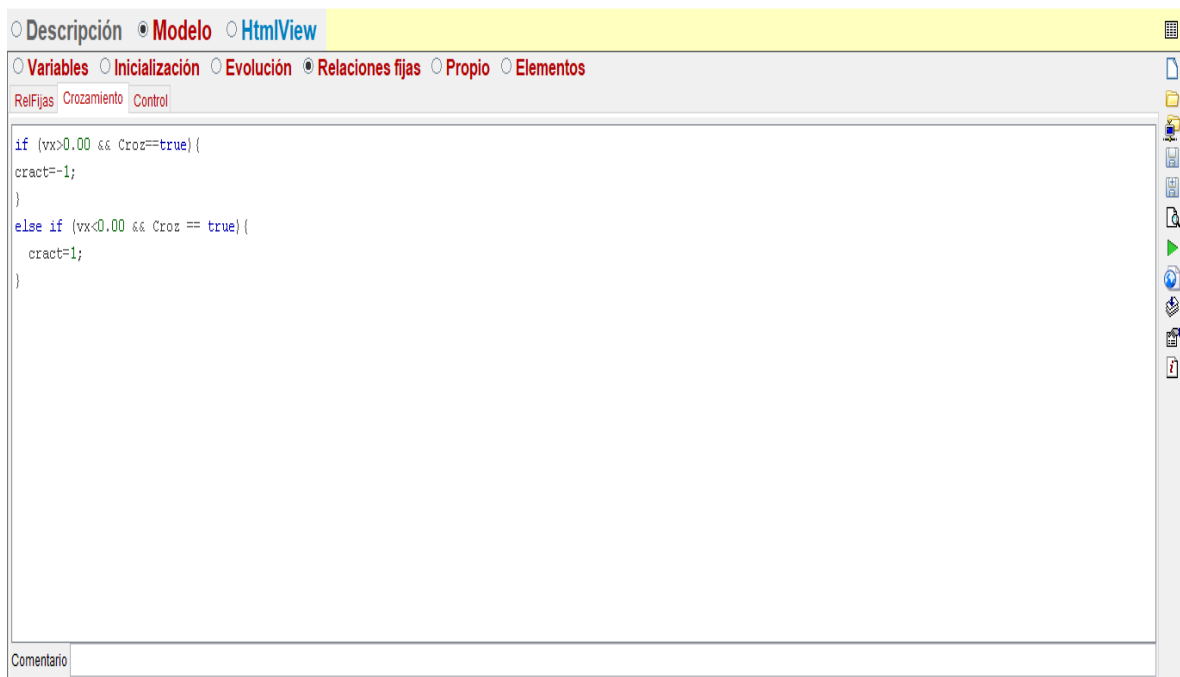 Descripción Modelo HtmlView
Variables Inicialización Evolución Relaciones fijas Propio Elementos
RelFijas Crozamiento Control
if (vx>0.00 && Croz==true){
cract=-1;
}
else if (vx<0.00 && Croz == true){
cract=1;
}
Comentario